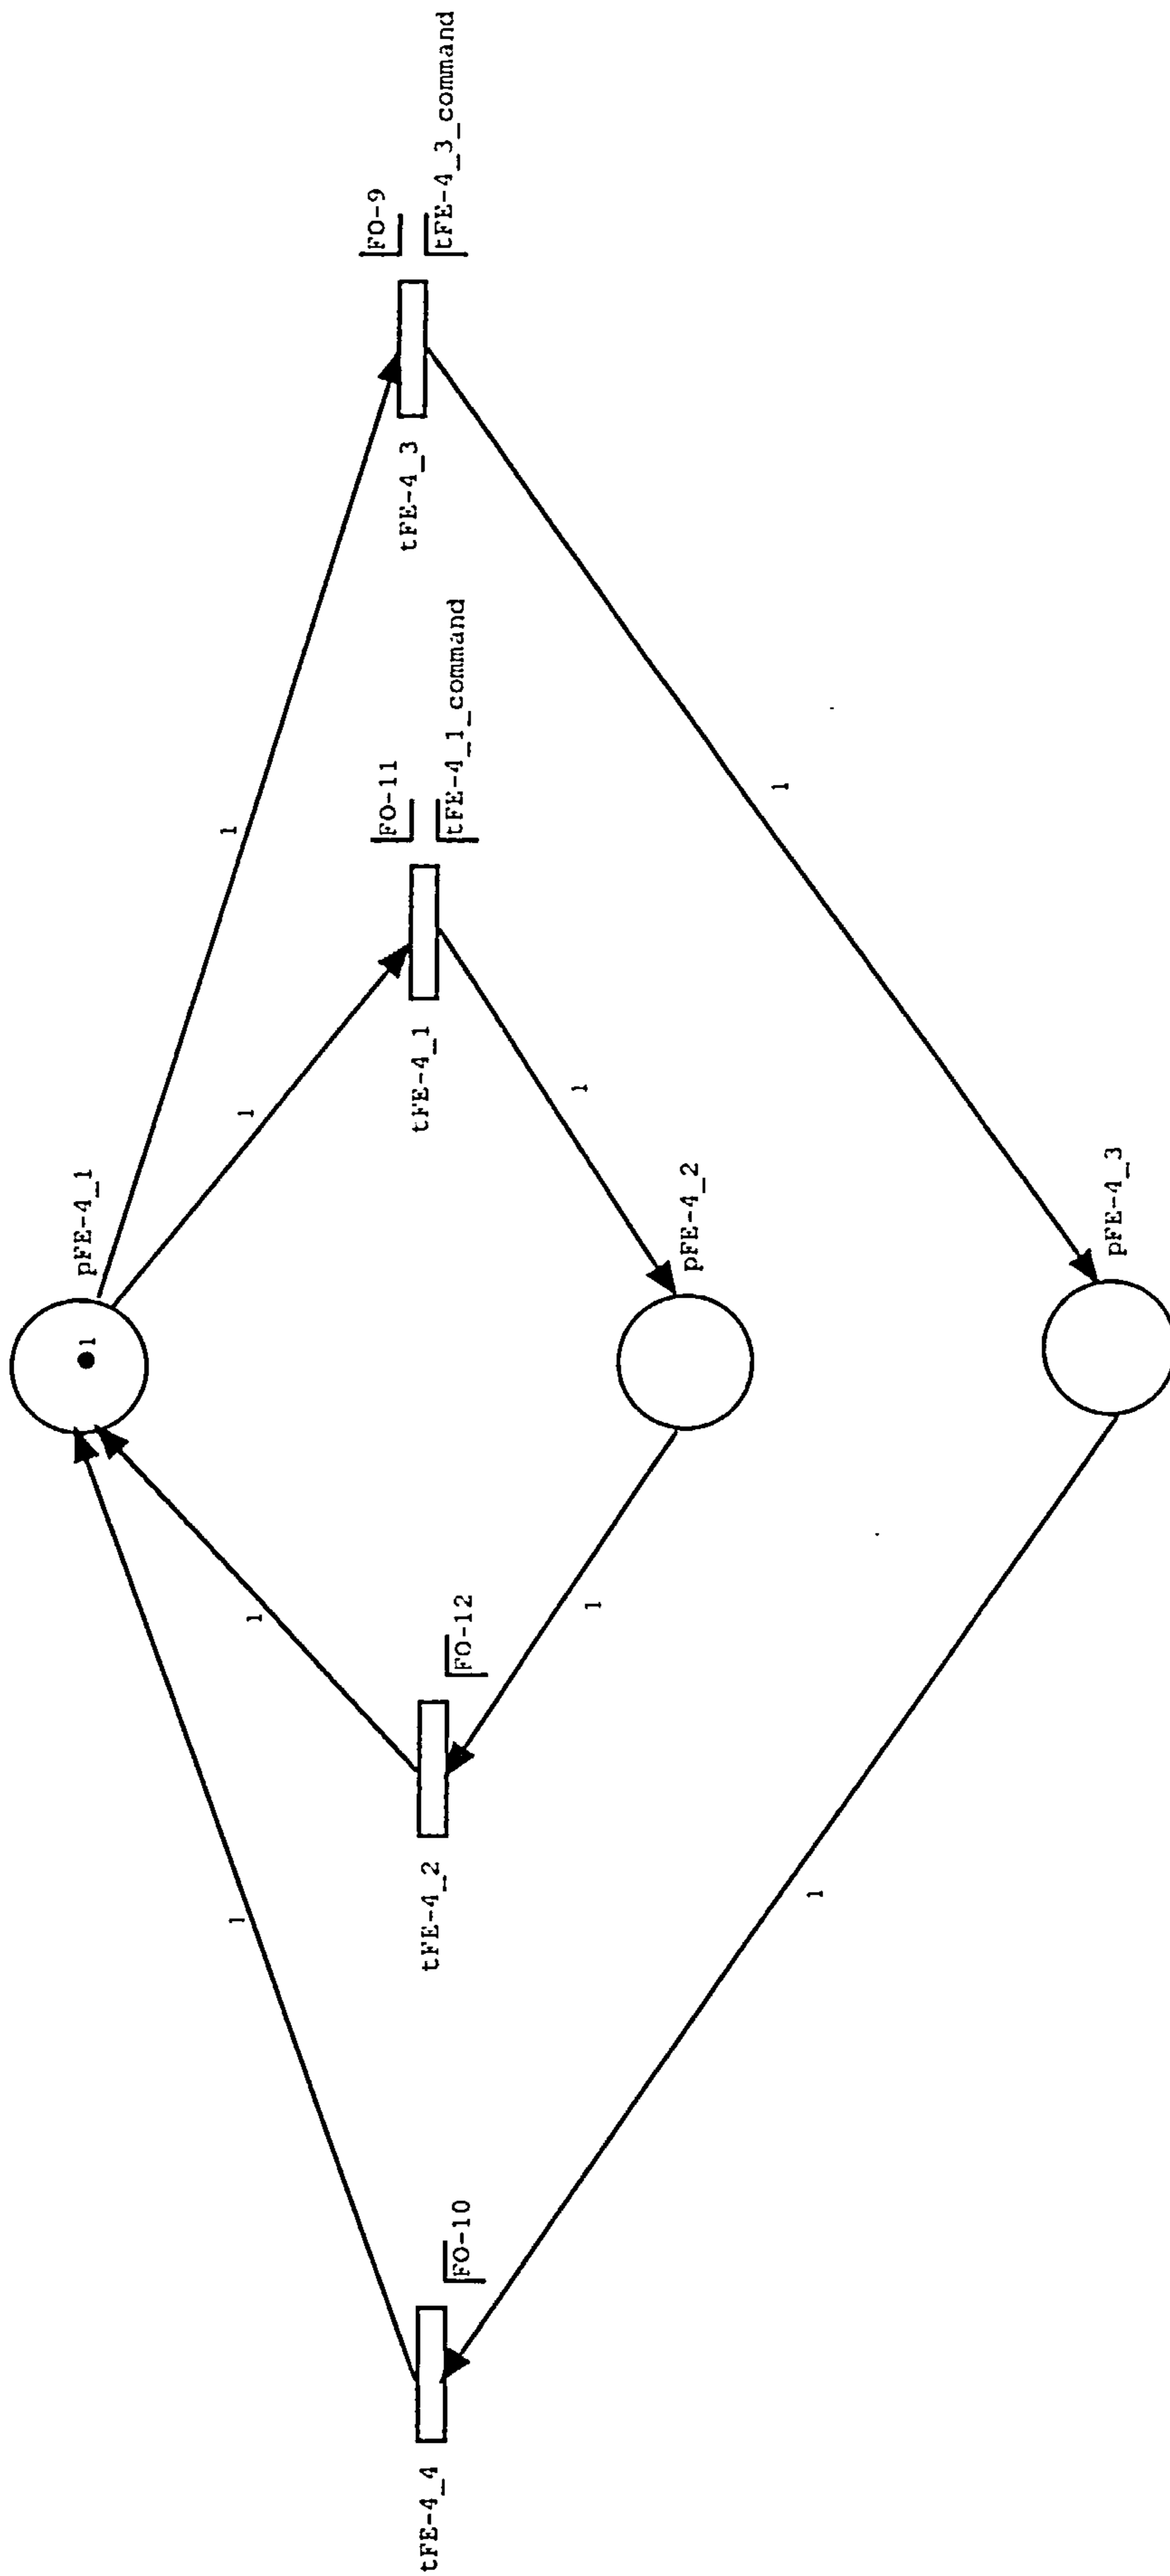 pFE-4_1
1
1
1
1
1
FO-9
tFE-4_3
tFE-4_3_command
FO-11
tFE-4_1
tFE-4_1_command
tFE-4_2
FO-12
tFE-4_4
FO-10
1
1
pFE-4_2
1
1
pFE-4_3